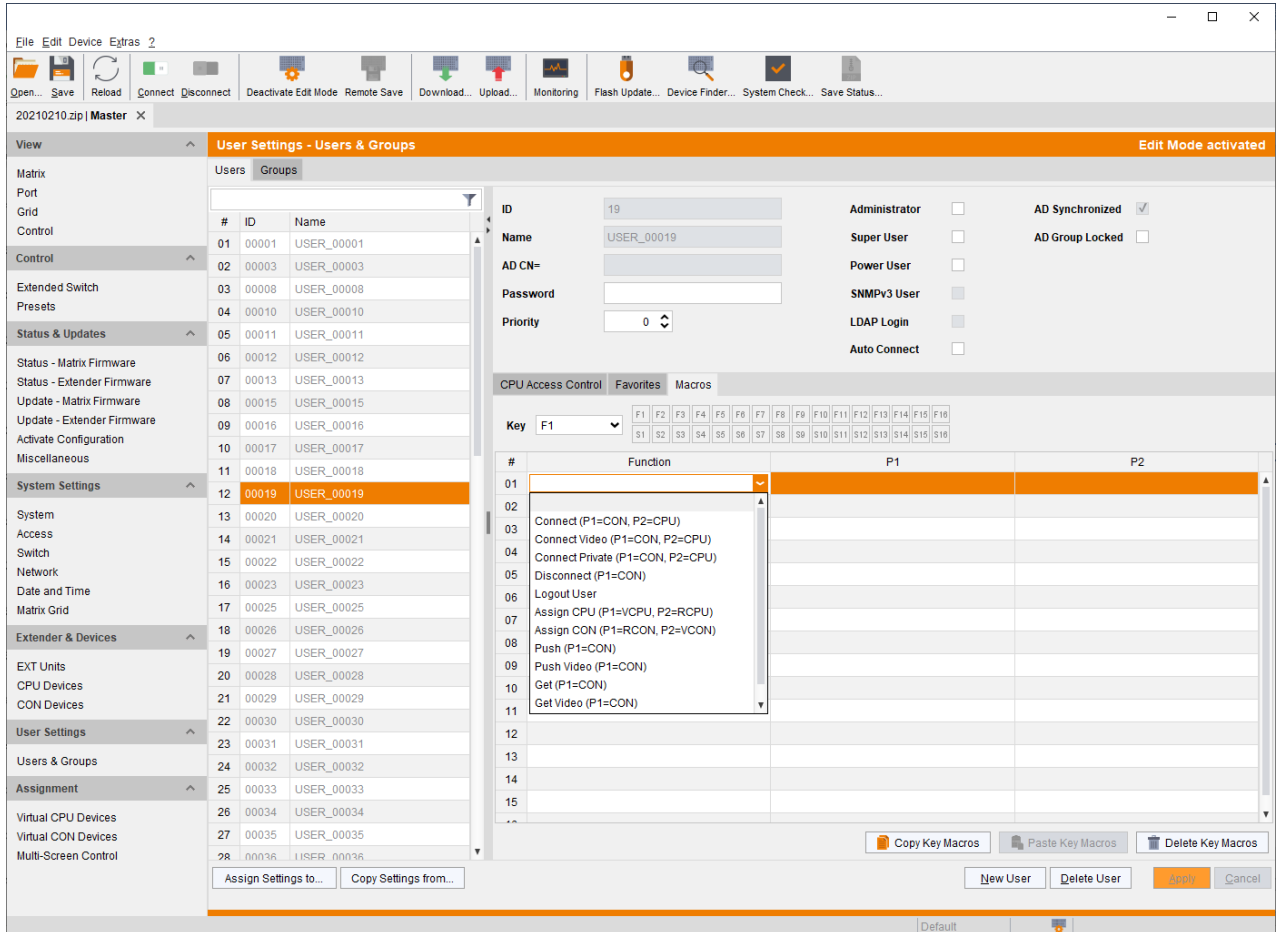 File Edit Device Extras ?
Open... Save Reload Connect Disconnect Deactivate Edit Mode Remote Save Download... Upload... Monitoring Flash Update... Device Finder... System Check... Save Status...
20210210.zip | Master
View
Matrix
Port
Grid
Control
Control
Extended Switch
Presets
Status & Updates
Status - Matrix Firmware
Status - Extender Firmware
Update - Matrix Firmware
Update - Extender Firmware
Activate Configuration
Miscellaneous
System Settings
System
Access
Switch
Network
Date and Time
Matrix Grid
Extender & Devices
EXT Units
CPU Devices
CON Devices
User Settings
Users & Groups
Assignment
Virtual CPU Devices
Virtual CON Devices
Multi-Screen Control
User Settings - Users & Groups Edit Mode activated
Users Groups
# ID Name
01 00001 USER_00001
02 00003 USER_00003
03 00008 USER_00008
04 00010 USER_00010
05 00011 USER_00011
06 00012 USER_00012
07 00013 USER_00013
08 00015 USER_00015
09 00016 USER_00016
10 00017 USER_00017
11 00018 USER_00018
12 00019 USER_00019
13 00020 USER_00020
14 00021 USER_00021
15 00022 USER_00022
16 00023 USER_00023
17 00025 USER_00025
18 00026 USER_00026
19 00027 USER_00027
20 00028 USER_00028
21 00029 USER_00029
22 00030 USER_00030
23 00031 USER_00031
24 00032 USER_00032
25 00033 USER_00033
26 00034 USER_00034
27 00035 USER_00035
28 00036 USER_00036
Assign Settings to... Copy Settings from...
ID 19 Administrator AD Synchronized
Name USER_00019 Super User AD Group Locked
AD CN= Power User
Password SNMPv3 User
Priority 0 LDAP Login
Auto Connect
CPU Access Control Favorites Macros
Key F1
F1 F2 F3 F4 F5 F6 F7 F8 F9 F10 F11 F12 F13 F14 F15 F16
S1 S2 S3 S4 S5 S6 S7 S8 S9 S10 S11 S12 S13 S14 S15 S16
# Function P1 P2
01
02
03
04
05
06
07
08
09
10
11
12
13
14
15
Connect (P1=CON, P2=CPU)
Connect Video (P1=CON, P2=CPU)
Connect Private (P1=CON, P2=CPU)
Disconnect (P1=CON)
Logout User
Assign CPU (P1=VCPU, P2=RCPU)
Assign CON (P1=RCON, P2=VCON)
Push (P1=CON)
Push Video (P1=CON)
Get (P1=CON)
Get Video (P1=CON)
Copy Key Macros Paste Key Macros Delete Key Macros
New User Delete User Apply Cancel
Default